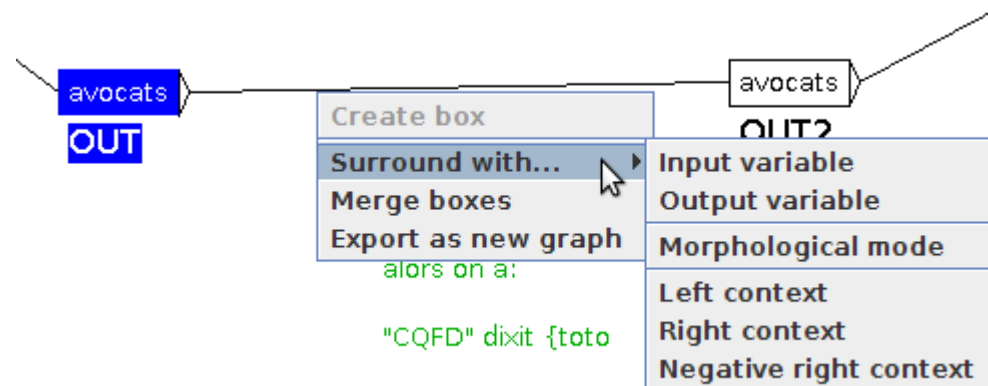 avocats
OUT
avocats
OUT2
Create box
Surround with...
Merge boxes
Export as new graph
Input variable
Output variable
Morphological mode
Left context
Right context
Negative right context
alors on a:
"CQFD" dixit {toto